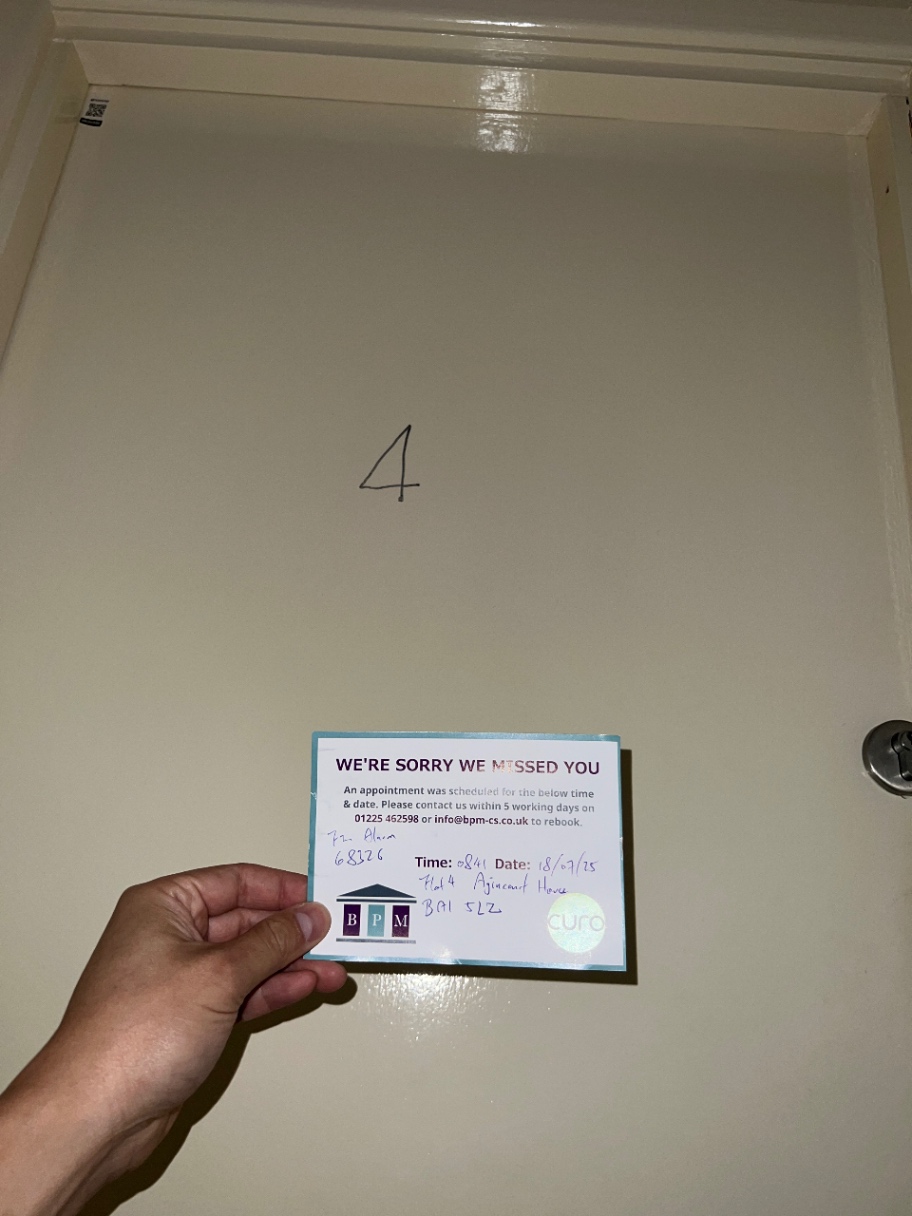 4
WE'RE SORRY WE MISSED YOU
An appointment was scheduled for the below time
& date. Please contact us within 5 working days on
01225 462598 or info@bpm-cs.co.uk to rebook.
Alarm
68326
Time: 0841 Date: 18/07/25
Flat 4 Agincourt House
BA1 5LZ
B P M
curo